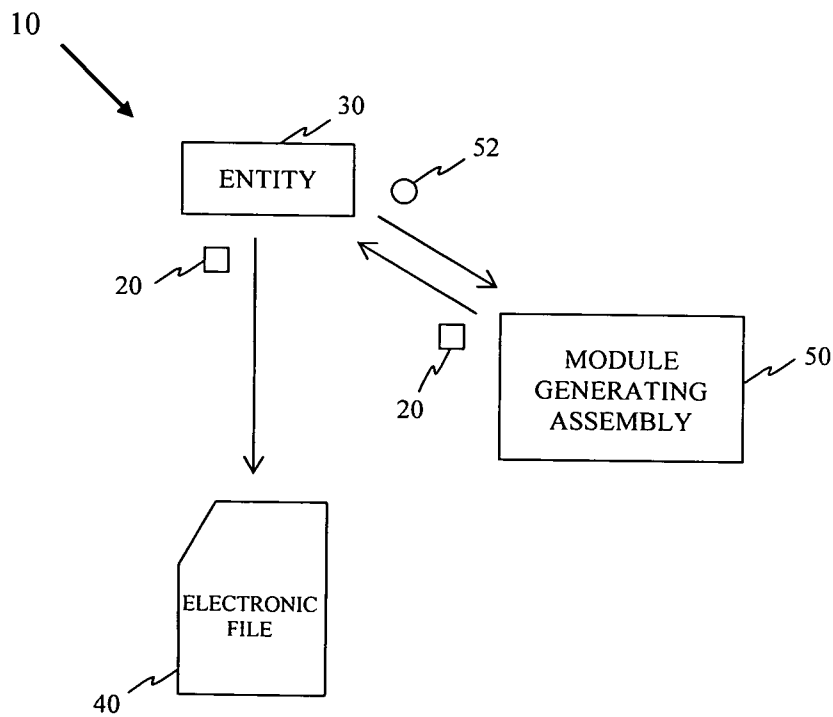 10
30
ENTITY
52
20
MODULE
GENERATING
ASSEMBLY
50
20
ELECTRONIC
FILE
40